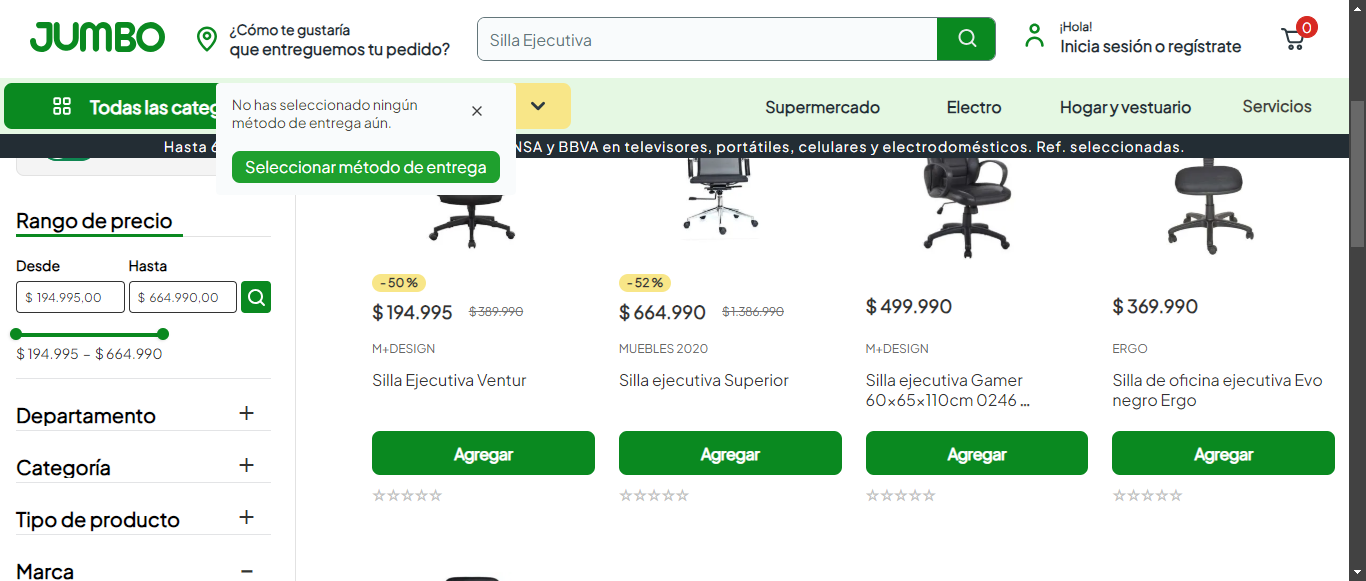 JUMBO
¿Cómo te gustaría
que entreguemos tu pedido?
Silla Ejecutiva
¡Hola!
Inicia sesión o regístrate
0
Todas las categ
No has seleccionado ningún
método de entrega aún.
Seleccionar método de entrega
Supermercado
Electro
Hogar y vestuario
Servicios
Hasta
NSA y BBVA en televisores, portátiles, celulares y electrodomésticos. Ref. seleccionadas.
Rango de precio
Desde
Hasta
$ 194.995,00
$ 664.990,00
$ 194.995 – $ 664.990
Departamento
Categoría
Tipo de producto
Marca
-50 %
$ 194.995 $ 389.990
M+DESIGN
Silla Ejecutiva Ventur
Agregar
-52 %
$ 664.990 $ 1.386.990
MUEBLES 2020
Silla ejecutiva Superior
Agregar
$ 499.990
M+DESIGN
Silla ejecutiva Gamer
60x65x110cm 0246 ...
Agregar
$ 369.990
ERGO
Silla de oficina ejecutiva Evo
negro Ergo
Agregar